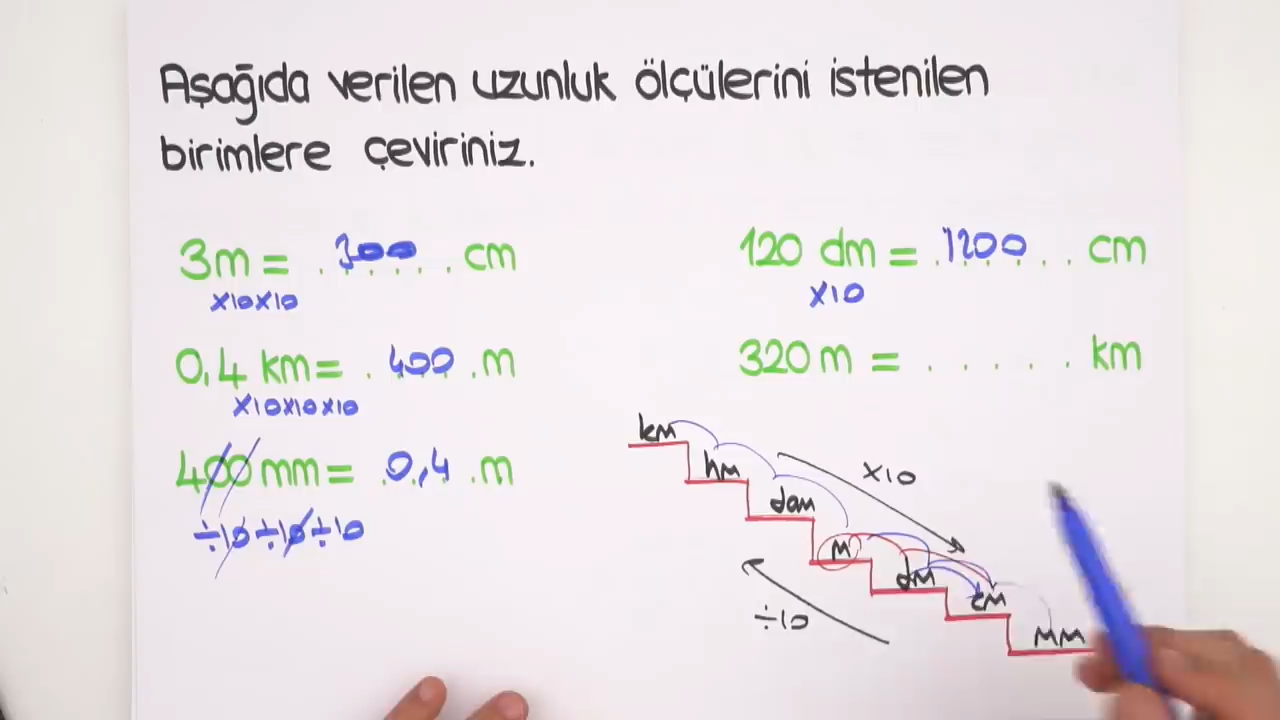 Aşağıda verilen uzunluk ölçülerini istenilen
birimlere çeviriniz.
3m = . 300 . cm
x10x10
0,4 km = . 400 . m
x10x10x10
400 mm = . 0,4 . m
÷10 ÷10 ÷10
120 dm = . 1200 . . cm
x10
320 m = . . . . . km
km
hm
dam
m
dm
cm
mm
x10
÷10